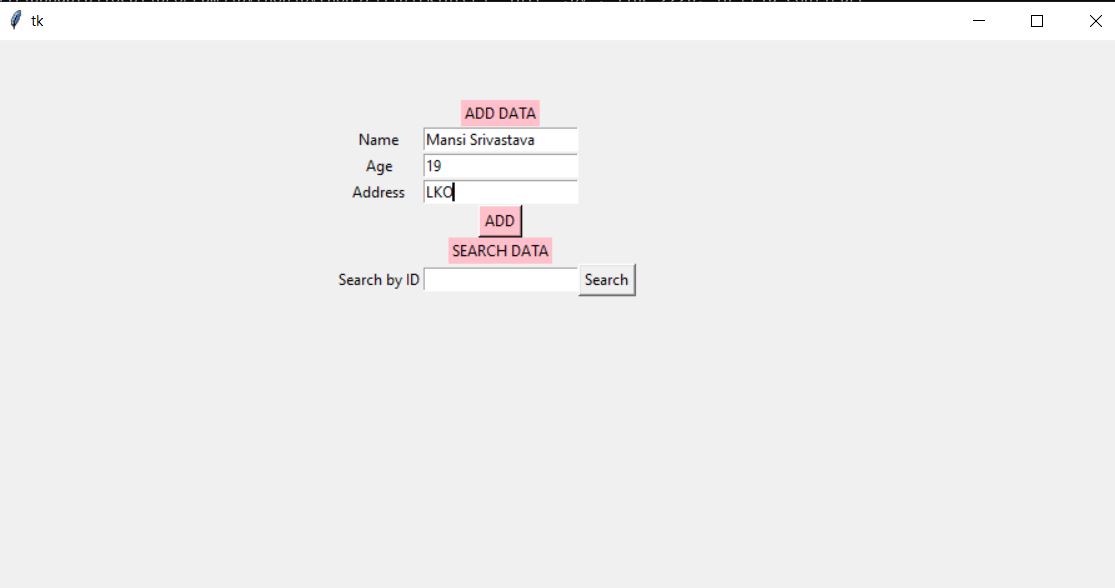 tk
ADD DATA
Name Mansi Srivastava
Age 19
Address LKO
ADD
SEARCH DATA
Search by ID Search